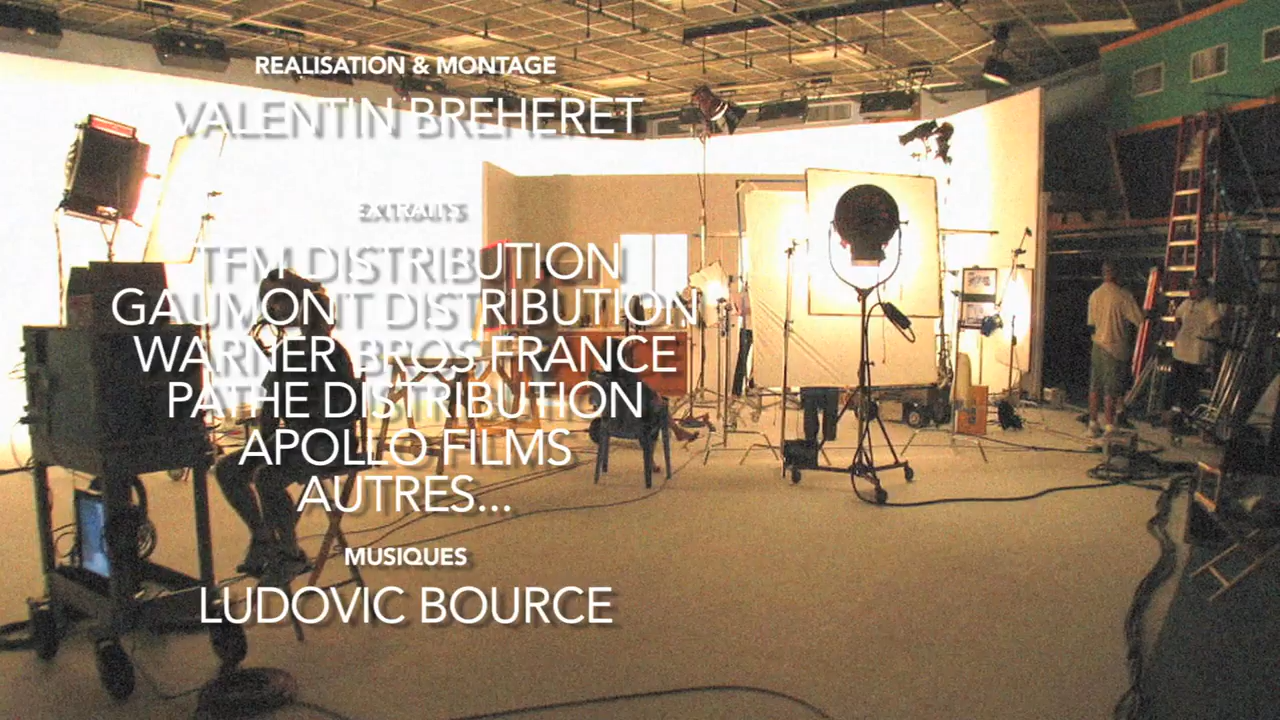 REALISATION & MONTAGE
VALENTIN BREHERET
EXTRAITS
TFM DISTRIBUTION
GAUMONT DISTRIBUTION
WARNER BROS FRANCE
PATHE DISTRIBUTION
APOLLO FILMS
AUTRES...
MUSIQUES
LUDOVIC BOURCE